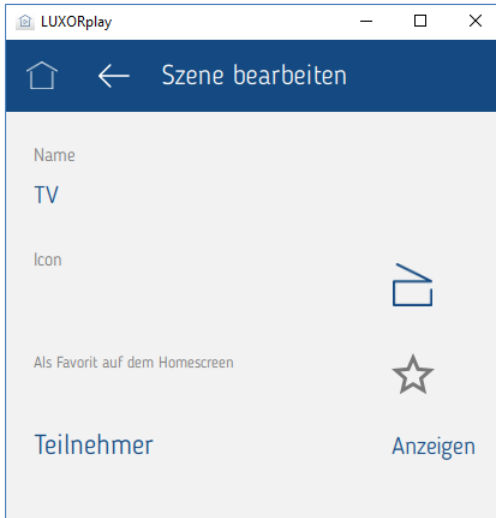 LUXORplay
Szene bearbeiten
Name
TV
Icon
Als Favorit auf dem Homescreen
Teilnehmer Anzeigen